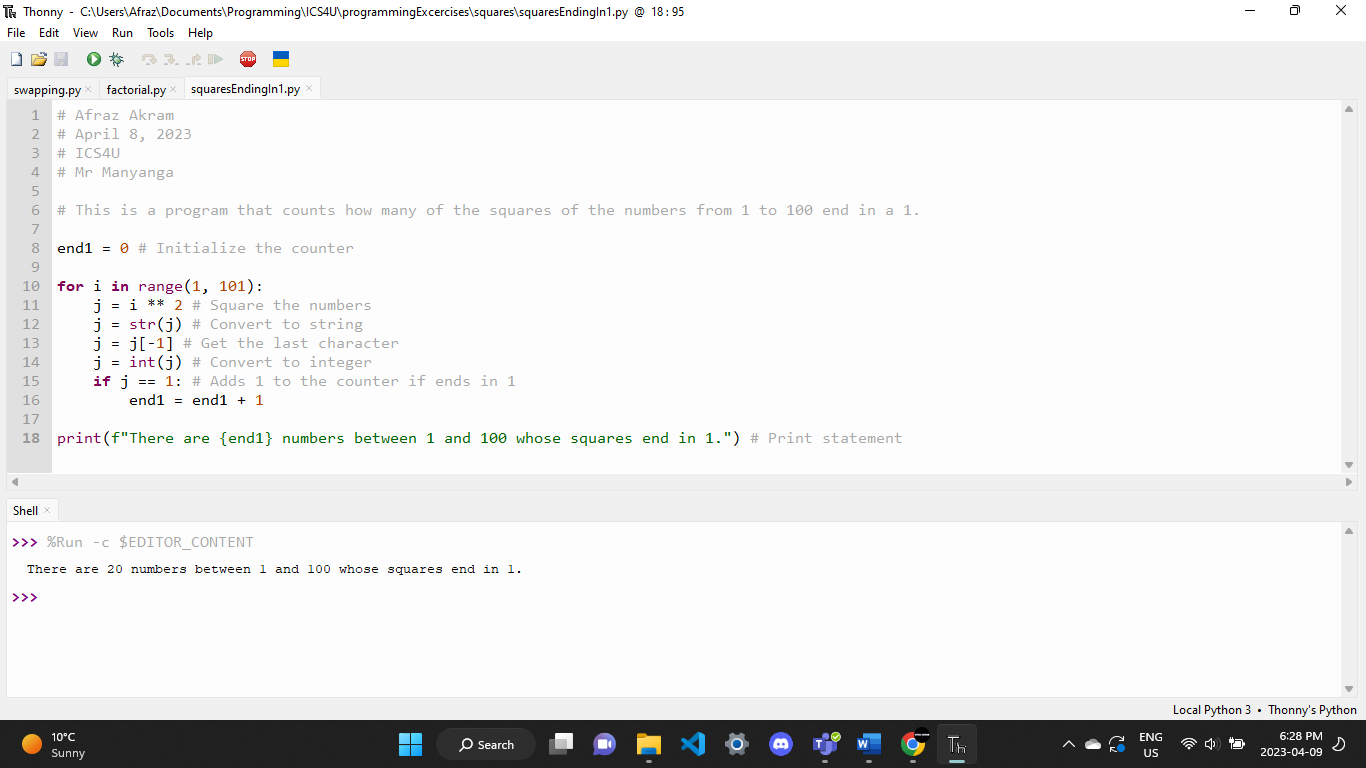 Thonny - C:\Users\Afraz\Documents\Programming\ICS4U\programmingExcercises\squares\squaresEndingIn1.py @ 18:95
File Edit View Run Tools Help
STOP
swapping.py × factorial.py × squaresEndingIn1.py ×
1 # Afraz Akram
2 # April 8, 2023
3 # ICS4U
4 # Mr Manyanga
5
6 # This is a program that counts how many of the squares of the numbers from 1 to 100 end in a 1.
7
8 end1 = 0 # Initialize the counter
9
10 for i in range(1, 101):
11     j = i ** 2 # Square the numbers
12     j = str(j) # Convert to string
13     j = j[-1] # Get the last character
14     j = int(j) # Convert to integer
15     if j == 1: # Adds 1 to the counter if ends in 1
16         end1 = end1 + 1
17
18 print(f"There are {end1} numbers between 1 and 100 whose squares end in 1.") # Print statement
Shell ×
>>> %Run -c $EDITOR_CONTENT
There are 20 numbers between 1 and 100 whose squares end in 1.
>>>
Local Python 3 • Thonny's Python
10°C
Sunny
Search
ENG
US
6:28 PM
2023-04-09